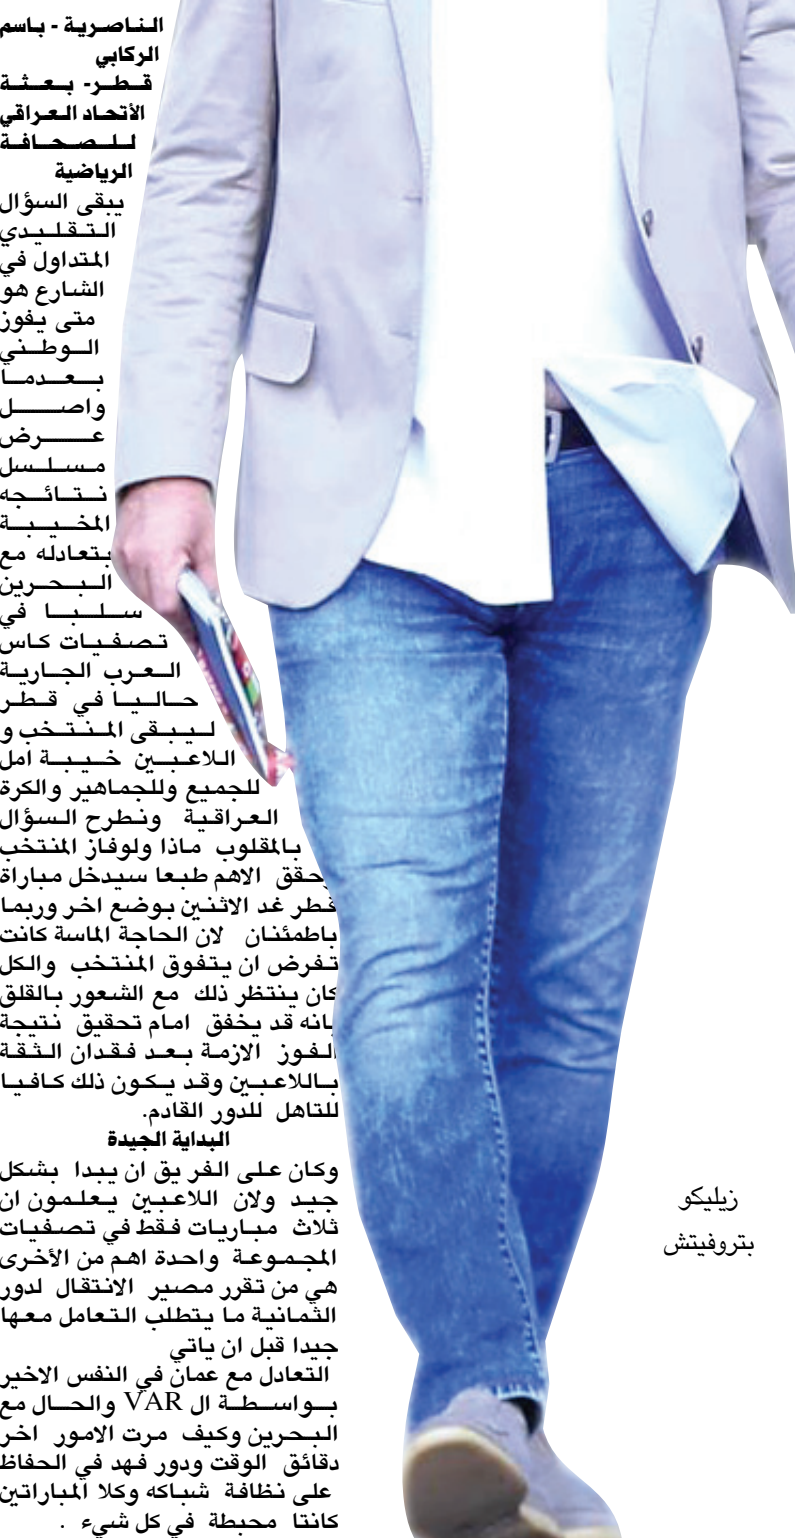 الناصرية - باسم
الركابي
قطر- بعثة
الأتحاد العراقي
للصحافة
الرياضية
يبقى السؤال
التقليدي
المتداول في
الشارع هو
متى يفوز
الوطني
بعدما
واصل
عرض
مسلسل
نتائجه
المخيبة
بتعادله مع
البحرين
سلبا في
تصفيات كاس
العرب الجارية
حاليا في قطر
ليبقى المنتخب و
اللاعبين خيبة امل
للجميع وللجماهير والكرة
العراقية ونطرح السؤال
بالمقلوب ماذا ولوفاز المنتخب
وحقق الاهم طبعا سيدخل مباراة
قطر غد الاثنين بوضع اخر وربما
باطمئنان لان الحاجة الماسة كانت
تفرض ان يتفوق المنتخب والكل
كان ينتظر ذلك مع الشعور بالقلق
بانه قد يخفق امام تحقيق نتيجة
الفوز الازمة بعد فقدان الثقة
باللاعبين وقد يكون ذلك كافيا
للتاهل للدور القادم.
البداية الجيدة
وكان على الفر يق ان يبدا بشكل
جيد ولان اللاعبين يعلمون ان
ثلاث مباريات فقط في تصفيات
المجموعة واحدة اهم من الأخرى
هي من تقرر مصير الانتقال لدور
الثمانية ما يتطلب التعامل معها
جيدا قبل ان ياتي
التعادل مع عمان في النفس الاخير
بواسطة ال VAR والحال مع
البحرين وكيف مرت الامور اخر
دقائق الوقت ودور فهد في الحفاظ
على نظافة شباكه وكلا المباراتين
كانتا محبطة في كل شيء .
زيليكو
بتروفيتش